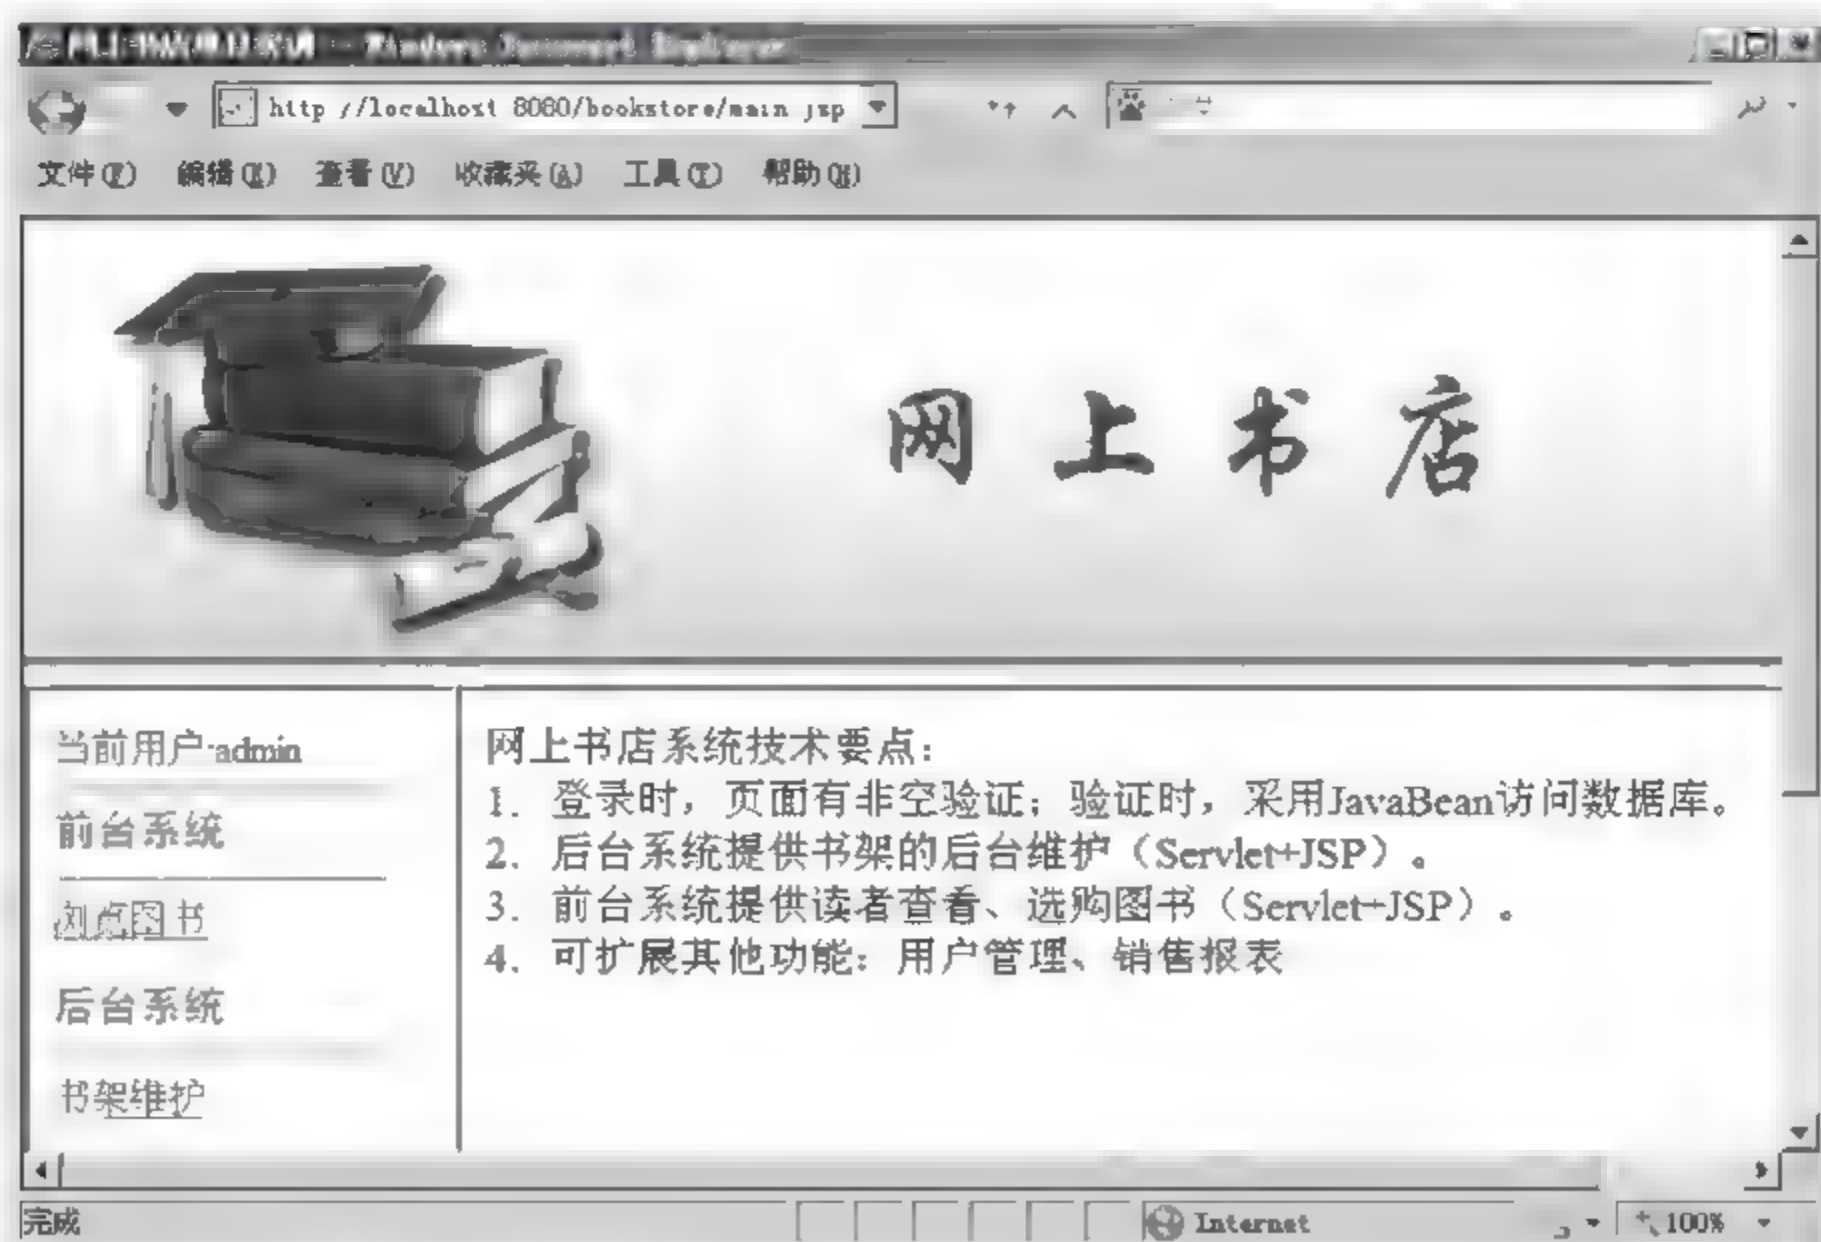 Windows Internet Explorer
http //localhost 8080/bookstore/main jsp
文件(F) 编辑(E) 查看(V) 收藏夹(A) 工具(T) 帮助(H)
网上书店
当前用户:admin
前台系统
图书
后台系统
书架维护
网上书店系统技术要点：
1. 登录时，页面有非空验证；验证时，采用JavaBean访问数据库。
2. 后台系统提供书架的后台维护（Servlet+JSP）。
3. 前台系统提供读者查看、选购图书（Servlet+JSP）。
4. 可扩展其他功能：用户管理、销售报表
完成
Internet
100%